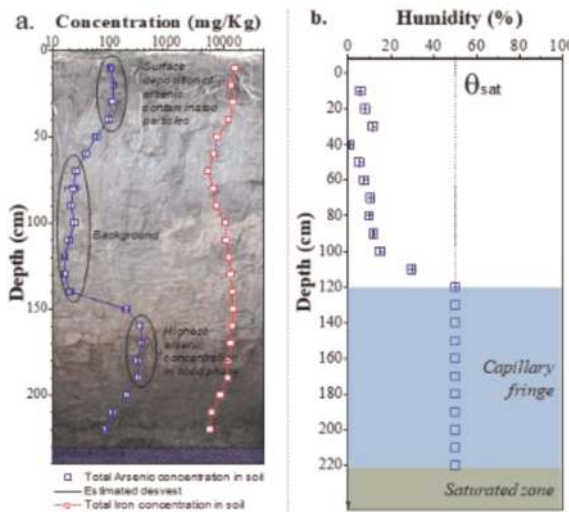 a.
Concentration (mg/Kg)
10 100 1000 10000
0
50
100
150
200
Depth (cm)
Surface
deposition of
arsenic
contaminated
particles
Background
Highest
arsenic
concentration
in solid phase
Total Arsenic concentration in soil
Estimated desvest
Total Iron concentration in soil
b.
Humidity (%)
0 20 40 60 80 100
0
20
40
60
80
100
120
140
160
180
200
220
Depth (cm)
θsat
Capillary
fringe
Saturated zone